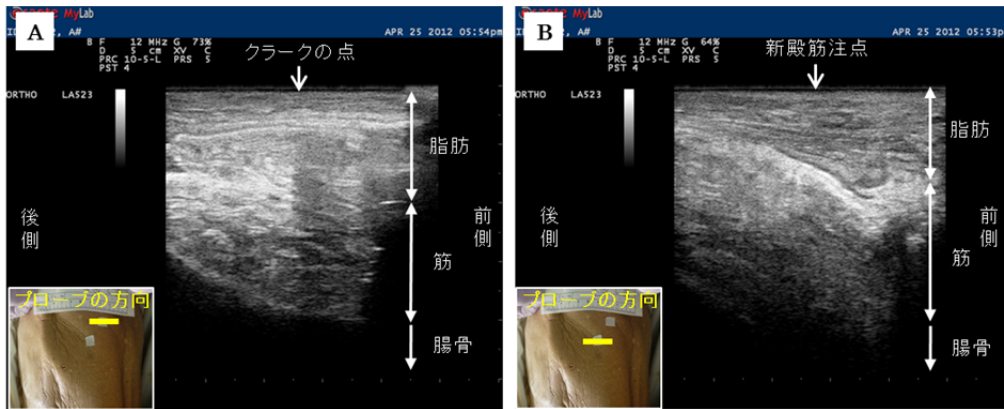 A
esaote MyLab
APR 25 2012 05:54pm
B F 12 MHz G 73%
D 5 cm XV C
PRC 10-5-L PRS 5
PST 4
ORTHO LA523
クラークの点
脂肪
筋
腸骨
後側
前側
プローブの方向
B
MyLab
APR 25 2012 05:53p
B F 12 MHz G 64%
D 5 cm XV C
PRC 10-5-L PRS 5
PST 4
ORTHO LA523
新殿筋注点
脂肪
筋
腸骨
後側
前側
プローブの方向